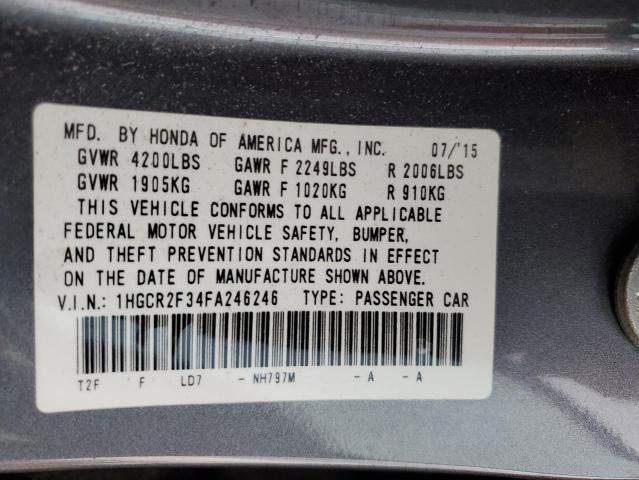 MFD. BY HONDA OF AMERICA MFG., INC. 07/'15
GVWR 4200LBS GAWR F 2249LBS R 2006LBS
GVWR 1905KG GAWR F 1020KG R 910KG
THIS VEHICLE CONFORMS TO ALL APPLICABLE
FEDERAL MOTOR VEHICLE SAFETY, BUMPER,
AND THEFT PREVENTION STANDARDS IN EFFECT
ON THE DATE OF MANUFACTURE SHOWN ABOVE.
V.I.N.: 1HGCR2F34FA246246 TYPE: PASSENGER CAR
T2F F LD7 - NH797M - A - A